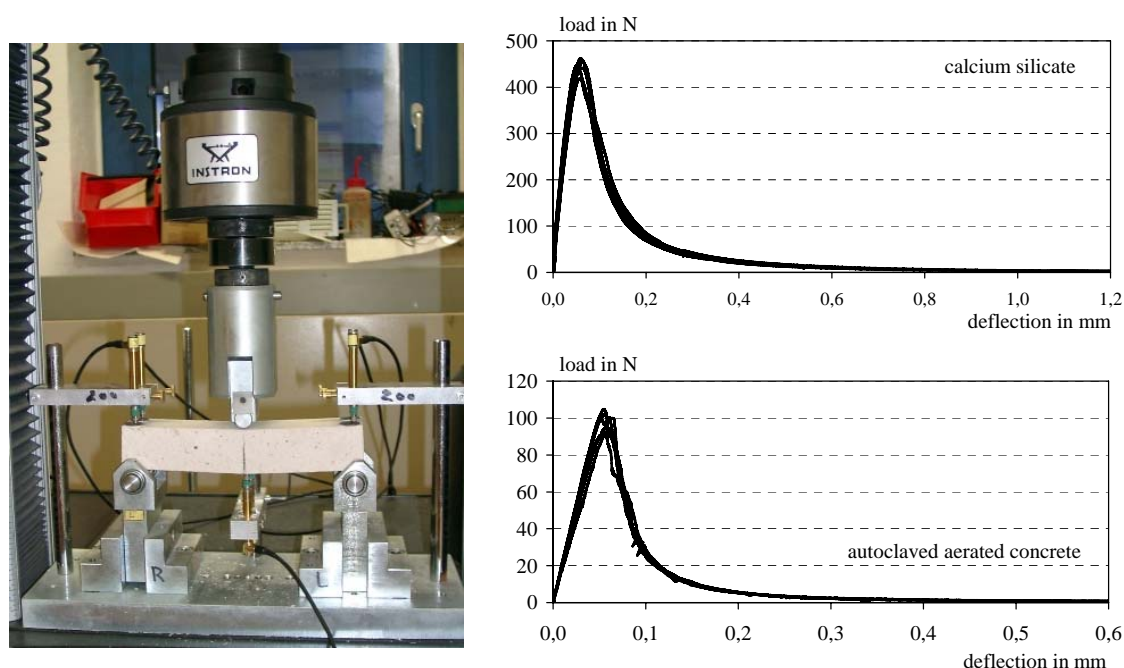 INSTRON
200
200
R
L
load in N
500
400
300
200
100
0
calcium silicate
0,0 0,2 0,4 0,6 0,8 1,0 1,2
deflection in mm
load in N
120
100
80
60
40
20
0
autoclaved aerated concrete
0,0 0,1 0,2 0,3 0,4 0,5 0,6
deflection in mm